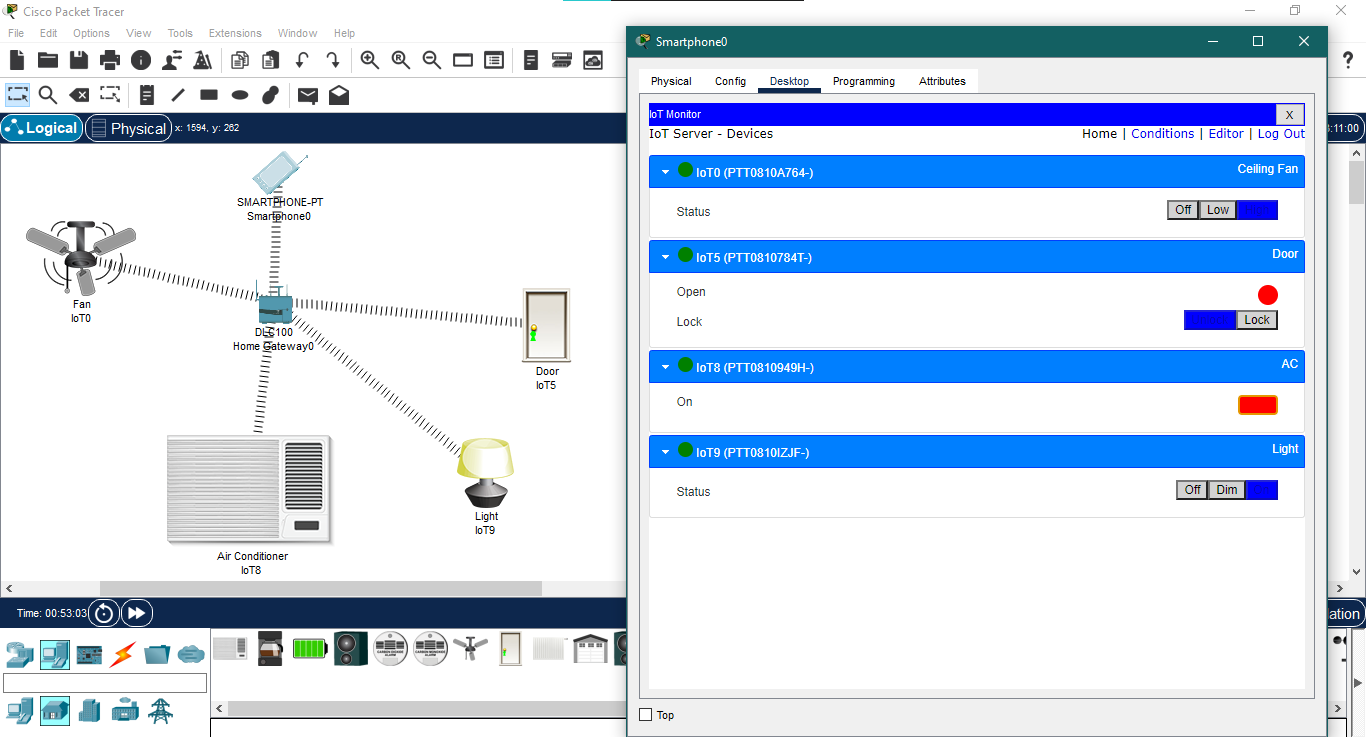 Cisco Packet Tracer
File Edit Options View Tools Extensions Window Help
Logical
Physical
x: 1594, y: 262
SMARTPHONE-PT
Smartphone0
Fan
IoT0
DLC100
Home Gateway0
Door
IoT5
Light
IoT9
Air Conditioner
IoT8
Time: 00:53:03
Smartphone0
Physical Config Desktop Programming Attributes
IoT Monitor
X
IoT Server - Devices
Home | Conditions | Editor | Log Out
IoT0 (PTT0810A764-)
Ceiling Fan
Status
Off Low
IoT5 (PTT0810784T-)
Door
Open
Lock
Lock
IoT8 (PTT0810949H-)
AC
On
IoT9 (PTT0810IZJF-)
Light
Status
Off Dim
Top
:11:00
lation